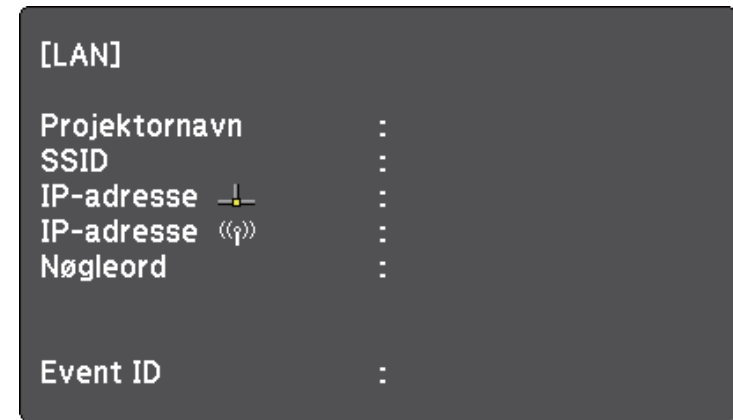 [LAN]
Projektornavn :
SSID :
IP-adresse :
IP-adresse :
Nøgleord :
Event ID :